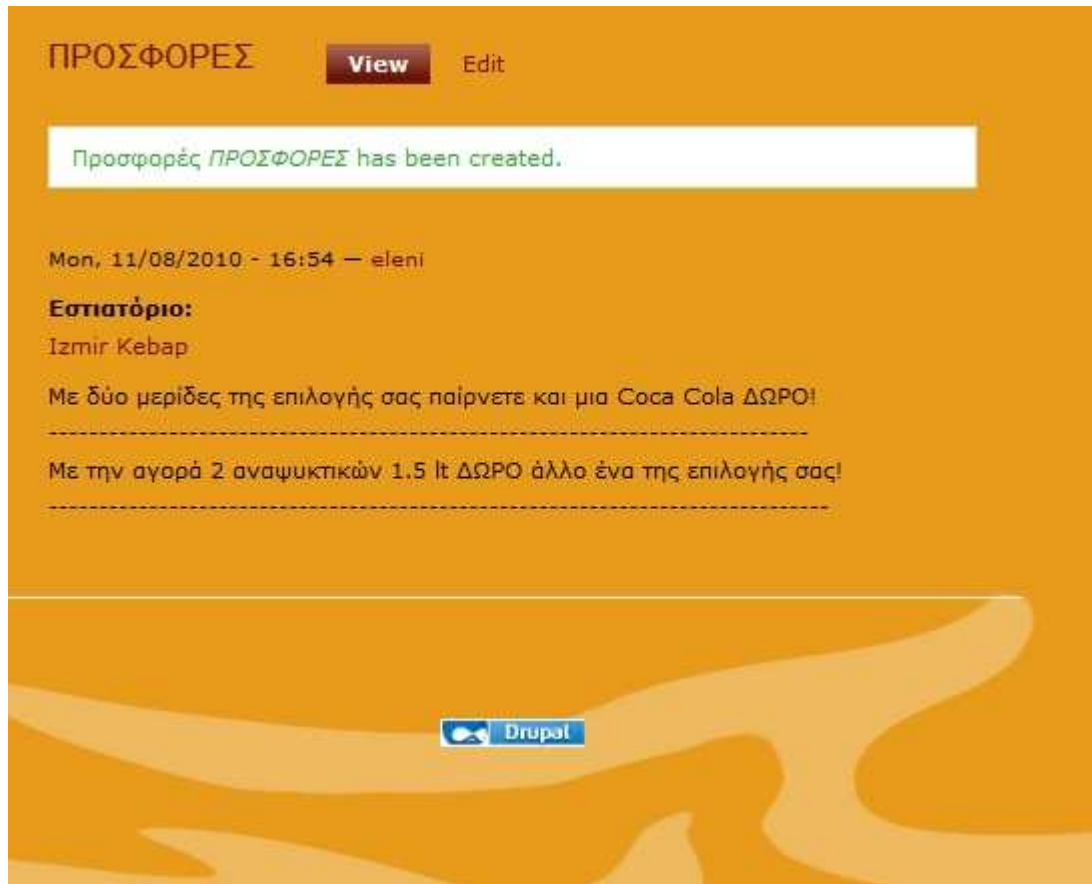 ΠΡΟΣΦΟΡΕΣ View Edit
Προσφορές ΠΡΟΣΦΟΡΕΣ has been created.
Mon, 11/08/2010 - 16:54 — eleni
Εστιατόριο:
Izmir Kebap
Με δύο μερίδες της επιλογής σας παίρνετε και μια Coca Cola ΔΩΡΟ!
----------------------------------------------------------------------------
Με την αγορά 2 αναψυκτικών 1.5 lt ΔΩΡΟ άλλο ένα της επιλογής σας!
------------------------------------------------------------------------------
Drupal